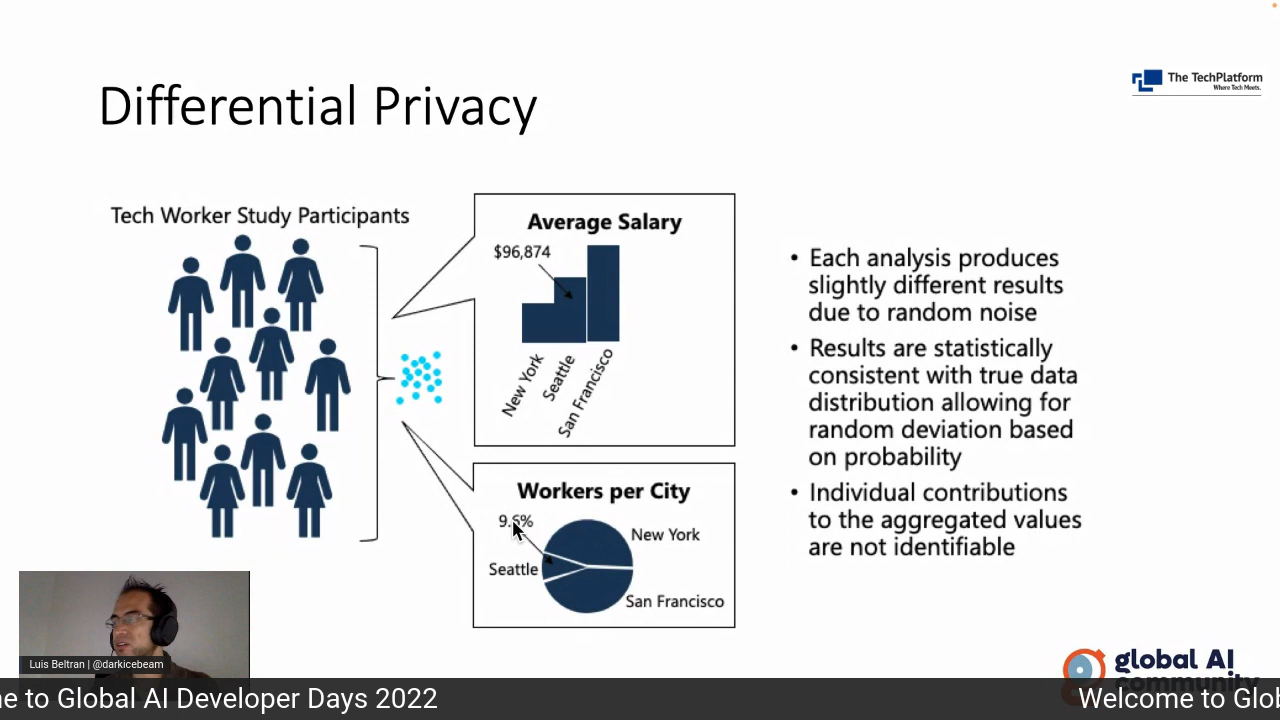 Differential Privacy
The TechPlatform
Where Tech Meets.
Tech Worker Study Participants
Average Salary
$96,874
New York
Seattle
San Francisco
Workers per City
9.6%
New York
Seattle
San Francisco
• Each analysis produces
slightly different results
due to random noise
• Results are statistically
consistent with true data
distribution allowing for
random deviation based
on probability
• Individual contributions
to the aggregated values
are not identifiable
Luis Beltran | @darkicebeam
global AI
community
ne to Global AI Developer Days 2022
Welcome to Glob